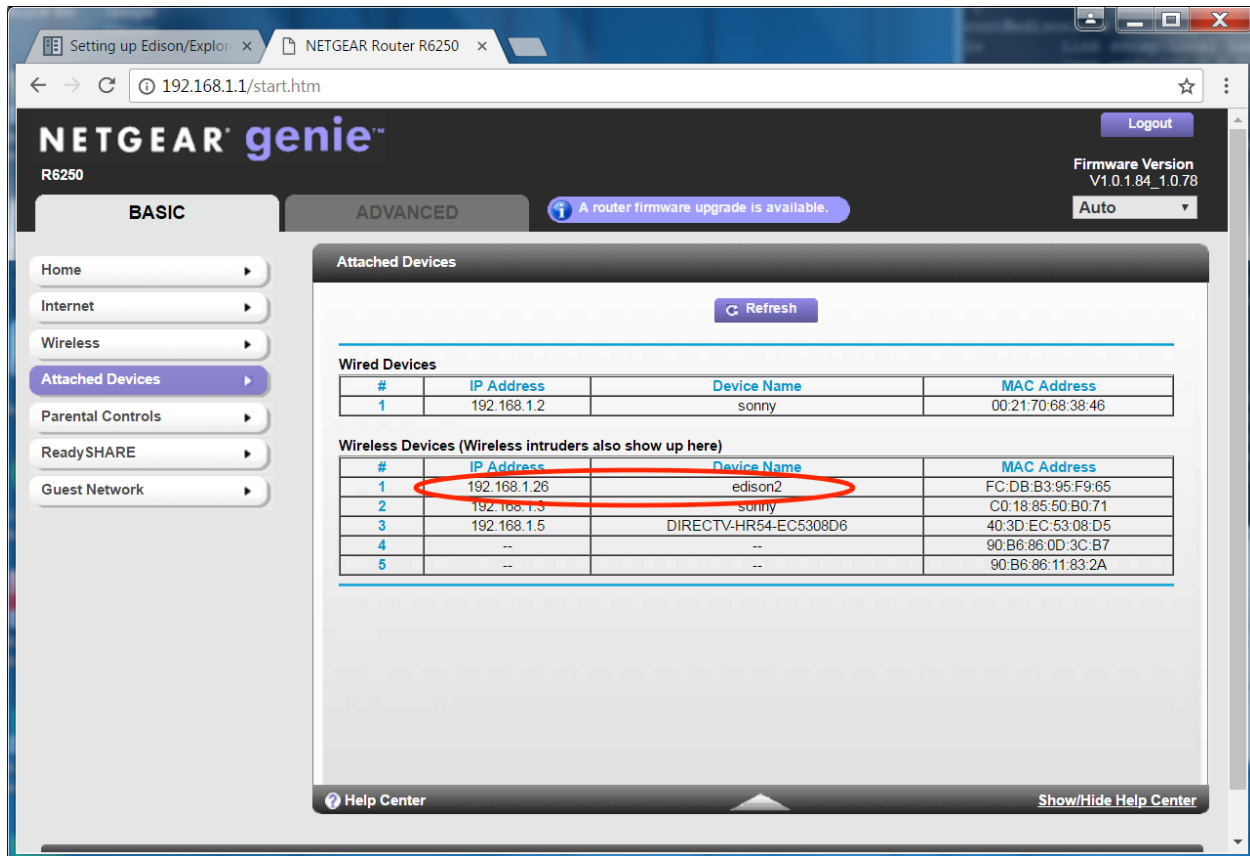 Setting up Edison/Explor
NETGEAR Router R6250
192.168.1.1/start.htm
NETGEAR® genie™
Logout
R6250
Firmware Version
V1.0.1.84_1.0.78
BASIC
ADVANCED
A router firmware upgrade is available.
Auto
Home
Internet
Wireless
Attached Devices
Parental Controls
ReadySHARE
Guest Network
Attached Devices
Refresh
Wired Devices
# IP Address Device Name MAC Address
1 192.168.1.2 sonny 00:21:70:68:38:46
Wireless Devices (Wireless intruders also show up here)
# IP Address Device Name MAC Address
1 192.168.1.26 edison2 FC:DB:B3:95:F9:65
2 192.168.1.3 sonny C0:18:85:50:B0:71
3 192.168.1.5 DIRECTV-HR54-EC5308D6 40:3D:EC:53:08:D5
4 -- -- 90:B6:86:0D:3C:B7
5 -- -- 90:B6:86:11:83:2A
Help Center
Show/Hide Help Center